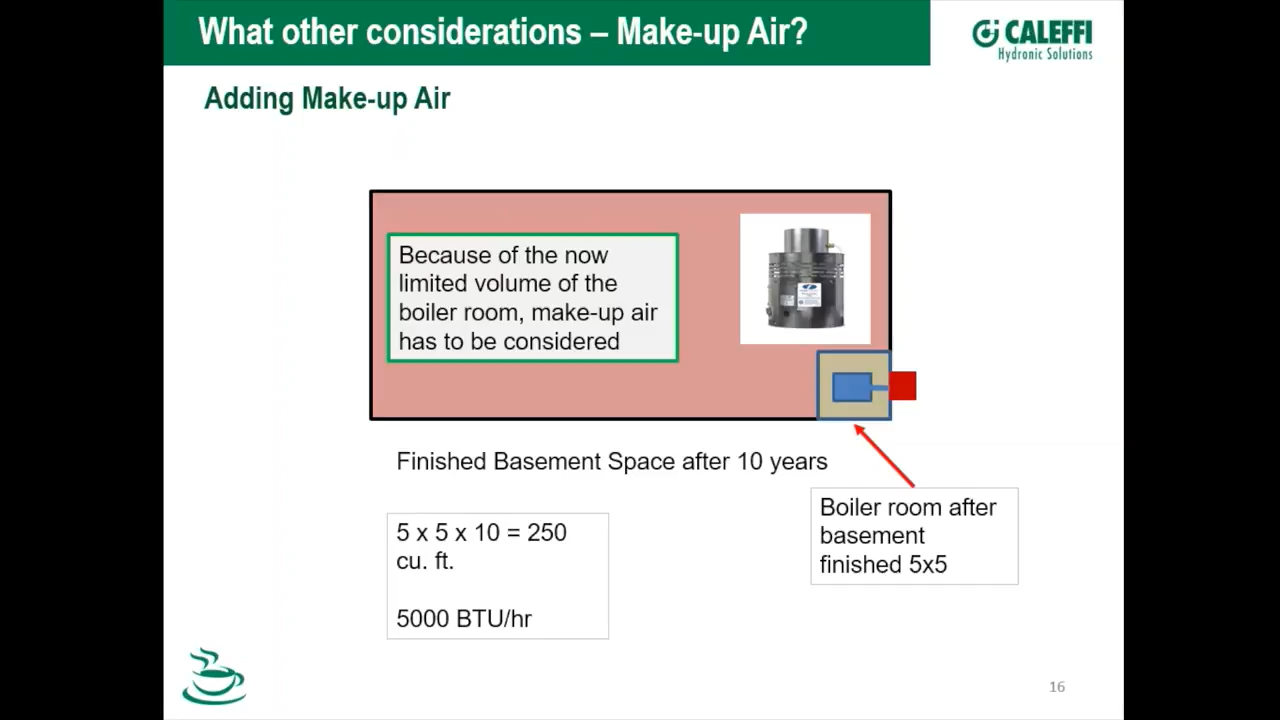 What other considerations – Make-up Air?
CALEFFI
Hydronic Solutions
Adding Make-up Air
Because of the now
limited volume of the
boiler room, make-up air
has to be considered
Finished Basement Space after 10 years
5 x 5 x 10 = 250
cu. ft.
5000 BTU/hr
Boiler room after
basement
finished 5x5
16